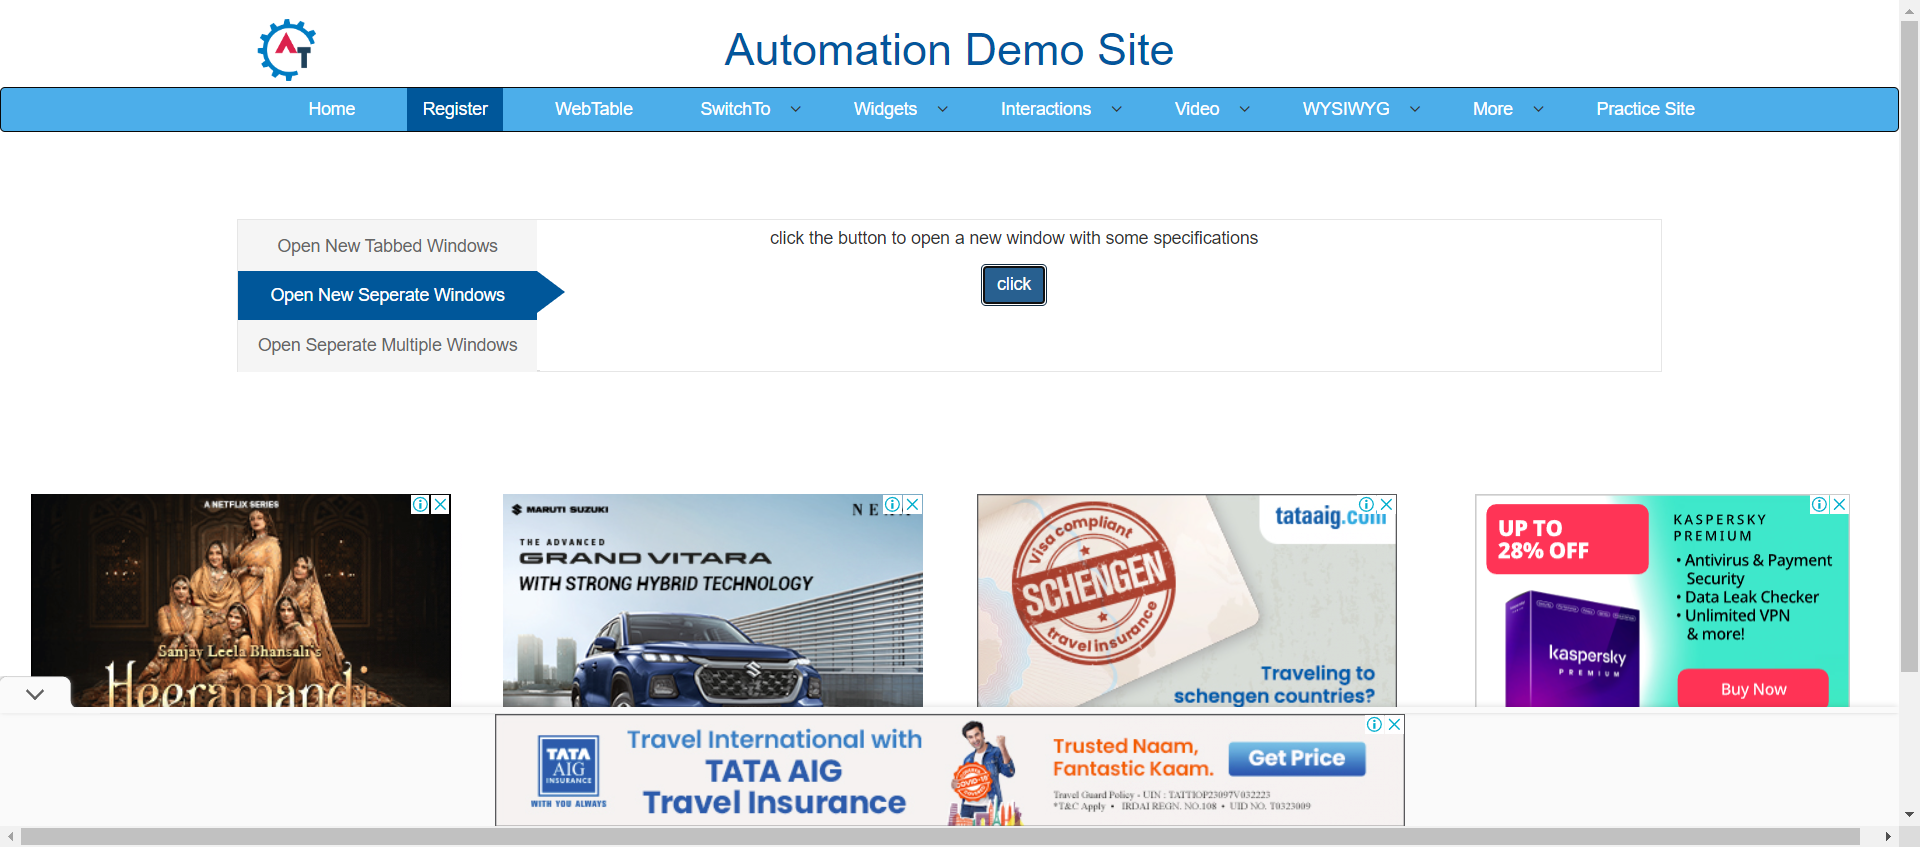 AT
Automation Demo Site
Home Register WebTable SwitchTo Widgets Interactions Video WYSIWYG More Practice Site
Open New Tabbed Windows
Open New Seperate Windows
Open Seperate Multiple Windows
click the button to open a new window with some specifications
click
A NETFLIX SERIES
Sanjay Leela Bhansali's
Heeramandi
MARUTI SUZUKI
THE ADVANCED
GRAND VITARA
WITH STRONG HYBRID TECHNOLOGY
Visa compliant
SCHENGEN
travel insurance
tataaig.com
Traveling to
schengen countries?
UP TO
28% OFF
KASPERSKY
PREMIUM
• Antivirus & Payment
Security
• Data Leak Checker
• Unlimited VPN
& more!
kaspersky
PREMIUM
Buy Now
TATA
AIG
INSURANCE
WITH YOU ALWAYS
Travel International with
TATA AIG
Travel Insurance
COVID-19
Trusted Naam,
Fantastic Kaam.
Get Price
Travel Guard Policy - UIN : TATTIOP23097V032223
*T&C Apply • IRDAI REGN. NO.108 • UID NO. T0323009